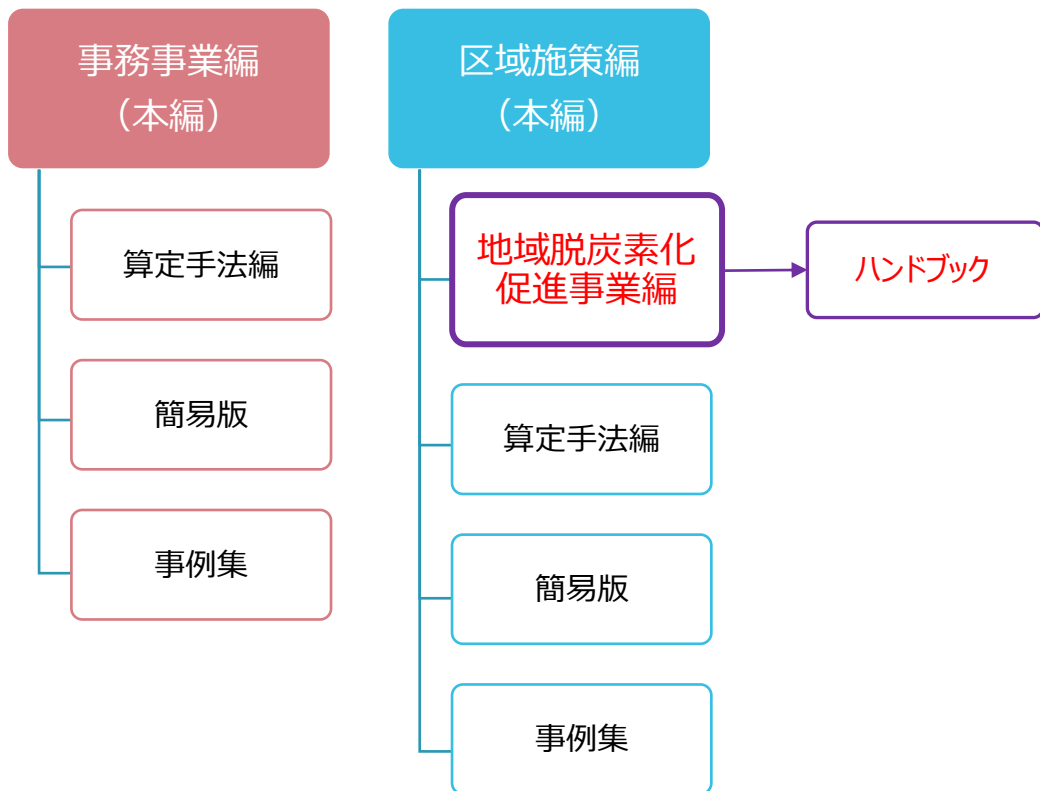 事務事業編
（本編）
算定手法編
簡易版
事例集
区域施策編
（本編）
地域脱炭素化
促進事業編
ハンドブック
算定手法編
簡易版
事例集